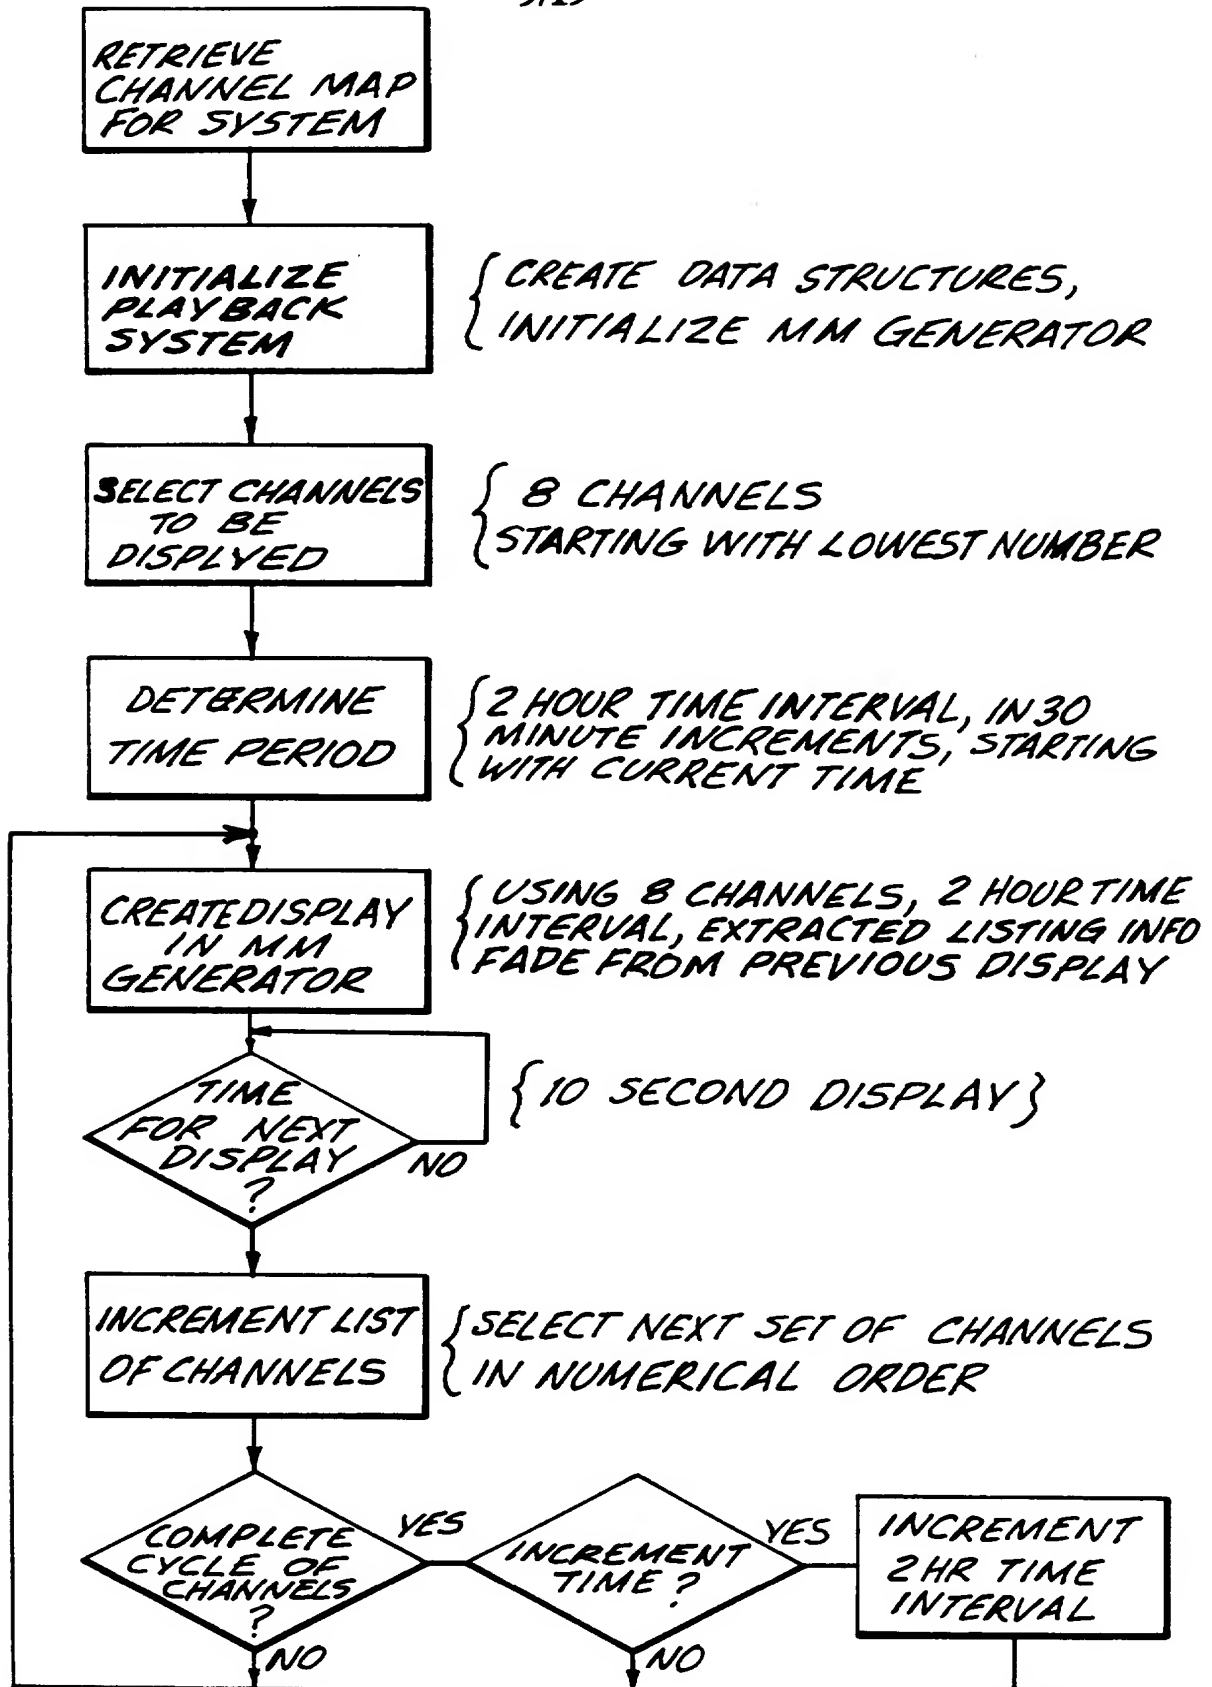 RETRIEVE
CHANNEL MAP
FOR SYSTEM
INITIALIZE
PLAYBACK
SYSTEM
{ CREATE DATA STRUCTURES,
INITIALIZE MM GENERATOR
SELECT CHANNELS
TO BE
DISPLYED
{ 8 CHANNELS
STARTING WITH LOWEST NUMBER
DETERMINE
TIME PERIOD
{ 2 HOUR TIME INTERVAL, IN 30
MINUTE INCREMENTS, STARTING
WITH CURRENT TIME
CREATE DISPLAY
IN MM
GENERATOR
{ USING 8 CHANNELS, 2 HOUR TIME
INTERVAL, EXTRACTED LISTING INFO
FADE FROM PREVIOUS DISPLAY
TIME
FOR NEXT
DISPLAY
?
NO
{ 10 SECOND DISPLAY }
INCREMENT LIST
OF CHANNELS
{ SELECT NEXT SET OF CHANNELS
IN NUMERICAL ORDER
COMPLETE
CYCLE OF
CHANNELS
?
YES
NO
INCREMENT
TIME ?
YES
NO
INCREMENT
2 HR TIME
INTERVAL